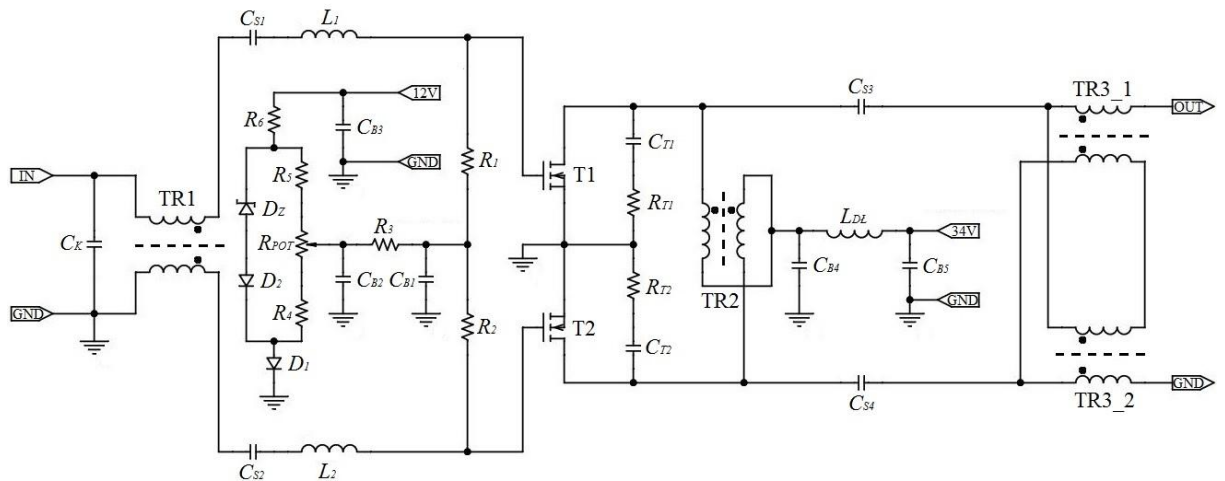 CS1
L1
TR3_1
CS3
12V
OUT
R6
CB3
CT1
R1
GND
T1
IN
R5
TR1
DZ
RT1
LDŁ
R3
RPOT
34V
CK
D2
CB2
CB1
RT2
CB4
CB5
TR2
R4
GND
GND
T2
R2
CT2
D1
GND
CS4
TR3_2
CS2
L2